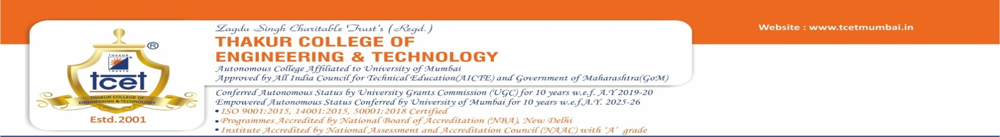 Website : www.tcetmumbai.in
Zagdu Singh Charitable Trust's (Regd.)
THAKUR COLLEGE OF
ENGINEERING & TECHNOLOGY
Autonomous College Affiliated to University of Mumbai
Approved by All India Council for Technical Education(AICTE) and Government of Maharashtra(GoM)
Conferred Autonomous Status by University Grants Commission (UGC) for 10 years w.e.f. A.Y 2019-20
Empowered Autonomous Status Conferred by University of Mumbai for 10 years w.e.f.A.Y. 2025-26
• ISO 9001:2015, 14001:2015, 50001:2018 Certified
• Programmes Accredited by National Board of Accreditation (NBA), New Delhi
• Institute Accredited by National Assessment and Accreditation Council (NAAC) with 'A' grade
®
THAKUR
TRUSTS
tcet
THAKUR COLLEGE OF
ENGINEERING & TECHNOLOGY
Estd.2001